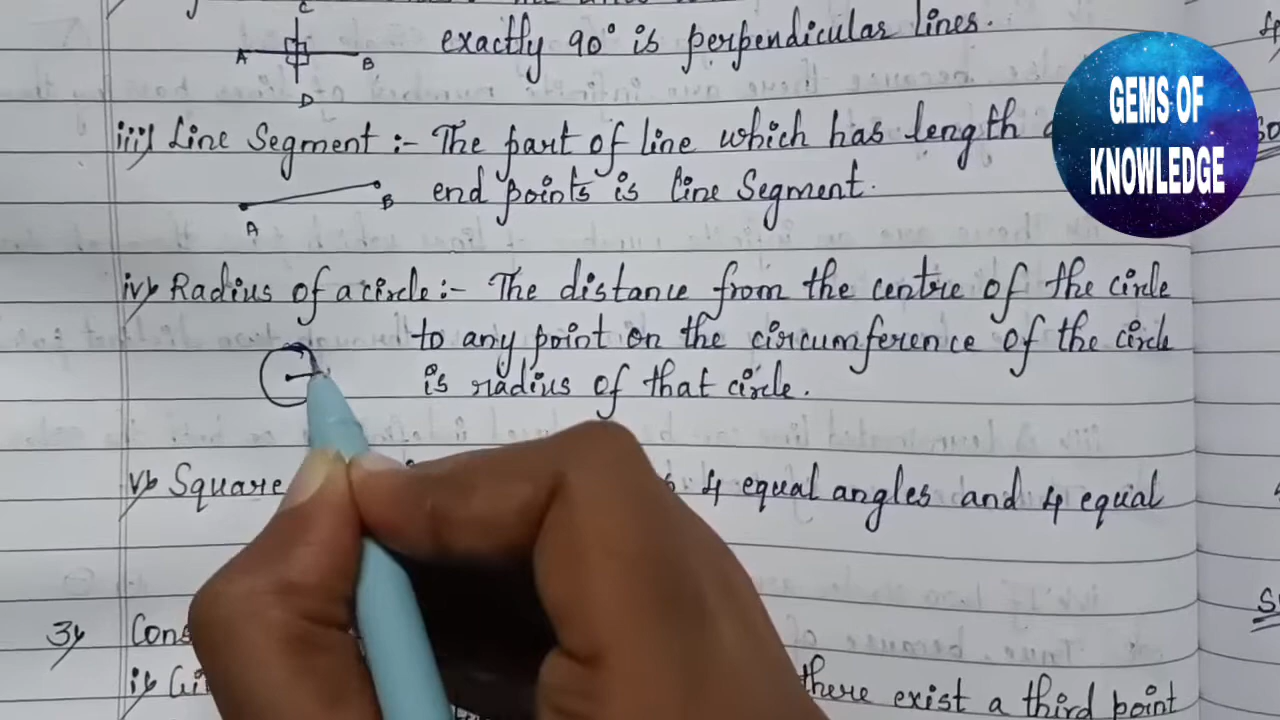 C
exactly 90° is perpendicular lines.
A B
D
iii) Line Segment :- The part of line which has length
end points is line Segment.
A B
iv) Radius of a circle :- The distance from the centre of the circle
to any point on the circumference of the circle
is radius of that circle.
v) Square 4 equal angles and 4 equal
3)
i) there exist a third point
GEMS OF
KNOWLEDGE